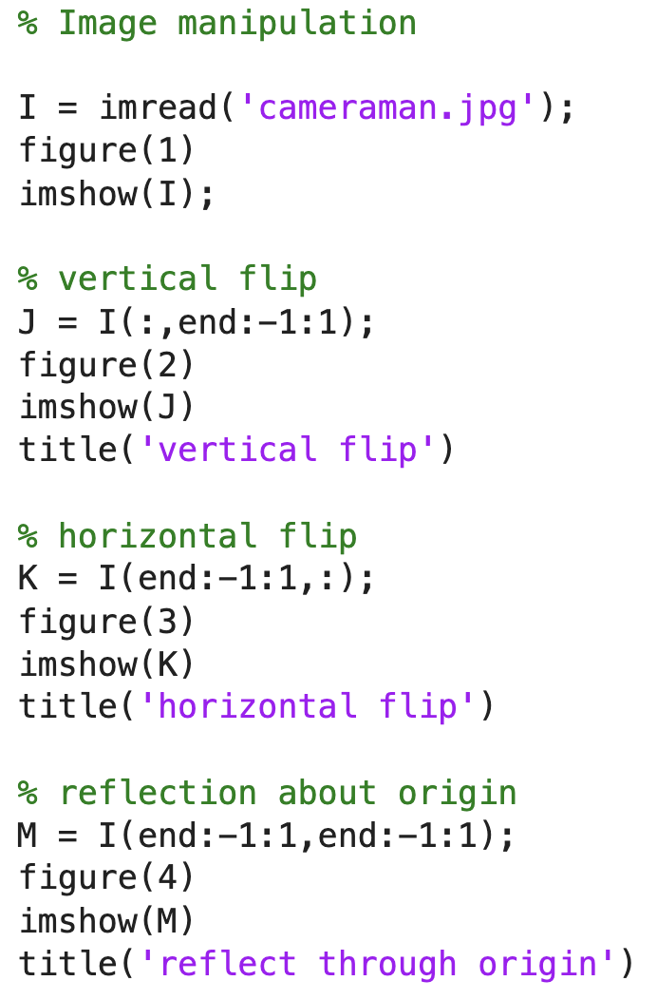 % Image manipulation
I = imread('cameraman.jpg');
figure(1)
imshow(I);
% vertical flip
J = I(:,end:-1:1);
figure(2)
imshow(J)
title('vertical flip')
% horizontal flip
K = I(end:-1:1,:);
figure(3)
imshow(K)
title('horizontal flip')
% reflection about origin
M = I(end:-1:1,end:-1:1);
figure(4)
imshow(M)
title('reflect through origin')